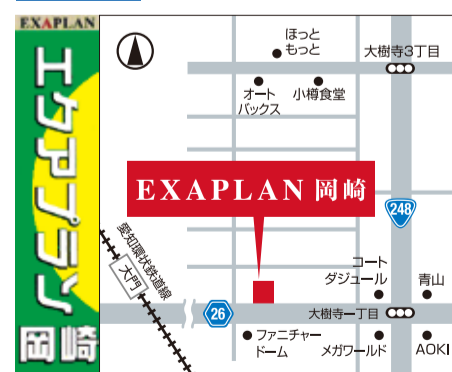 EXAPLAN
エクアプラン
岡崎
ほっと
もっと
大樹寺3丁目
オート
バックス
小樽食堂
EXAPLAN 岡崎
248
愛知環状鉄道線
大門
コート
ダジュール
青山
26
大樹寺一丁目
ファニチャー
ドーム
メガワールド
AOKI